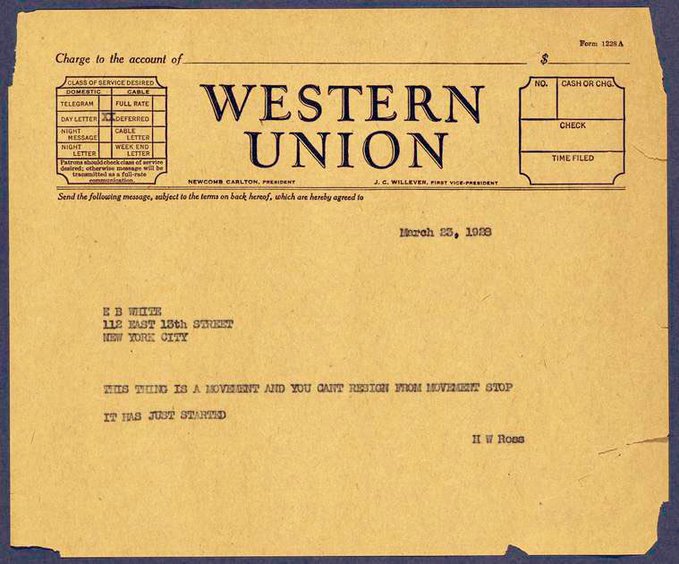 Form 1228 A
Charge to the account of $
CLASS OF SERVICE DESIRED
DOMESTIC CABLE
TELEGRAM FULL RATE
DAY LETTER XX DEFERRED
NIGHT MESSAGE CABLE LETTER
NIGHT LETTER WEEK END LETTER
Patrons should check class of service
desired; otherwise message will be
transmitted as a full-rate
communication.
WESTERN
UNION
NEWCOMB CARLTON, PRESIDENT J. C. WILLEVER, FIRST VICE-PRESIDENT
NO. CASH OR CHG.
CHECK
TIME FILED
Send the following message, subject to the terms on back hereof, which are hereby agreed to
March 23, 1928
E B WHITE
112 EAST 13th STREET
NEW YORK CITY
THIS THING IS A MOVEMENT AND YOU CANT RESIGN FROM MOVEMENT STOP
IT HAS JUST STARTED
H W Ross